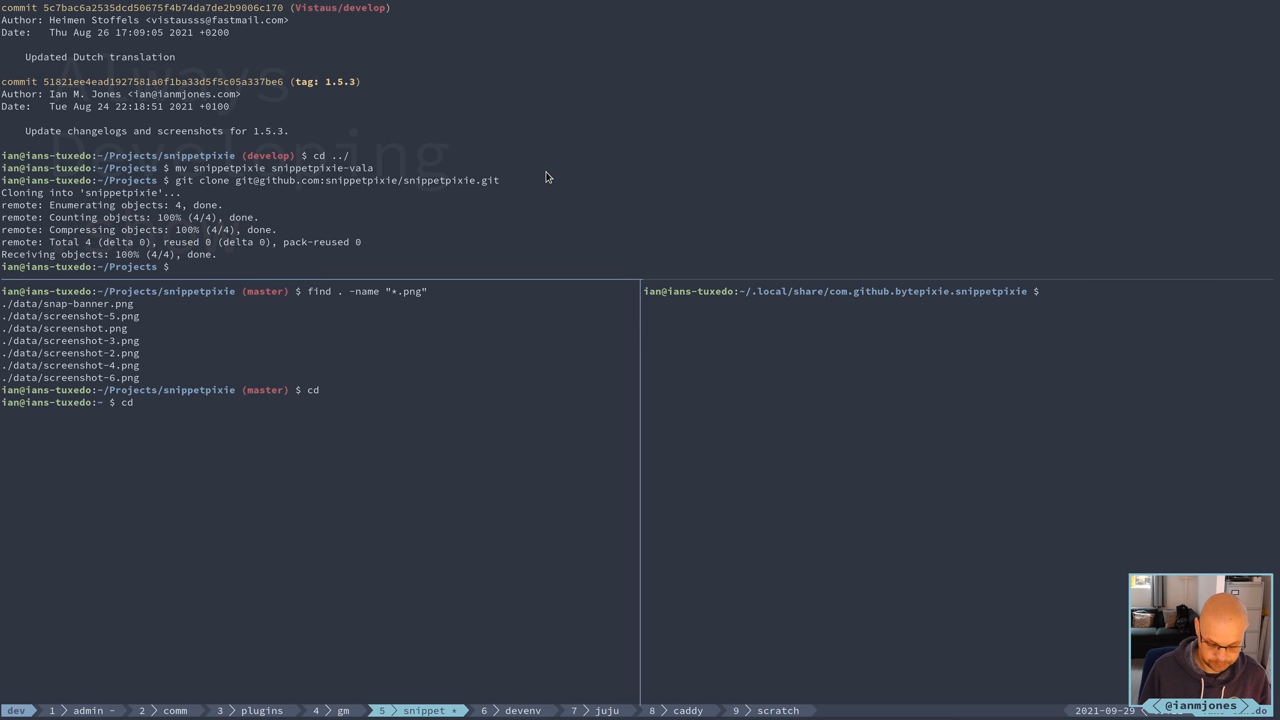 commit 5c7bac6a2535dcd50675f4b74da7de2b9006c170 (Vistaus/develop)
Author: Heimen Stoffels <vistausss@fastmail.com>
Date:   Thu Aug 26 17:09:05 2021 +0200
Updated Dutch translation
commit 51821ee4ead1927581a0f1ba33d5f5c05a337be6 (tag: 1.5.3)
Author: Ian M. Jones <ian@ianmjones.com>
Date:   Tue Aug 24 22:18:51 2021 +0100
Update changelogs and screenshots for 1.5.3.
ian@ians-tuxedo:~/Projects/snippetpixie (develop) $ cd ../
ian@ians-tuxedo:~/Projects $ mv snippetpixie snippetpixie-vala
ian@ians-tuxedo:~/Projects $ git clone git@github.com:snippetpixie/snippetpixie.git
Cloning into 'snippetpixie'...
remote: Enumerating objects: 4, done.
remote: Counting objects: 100% (4/4), done.
remote: Compressing objects: 100% (4/4), done.
remote: Total 4 (delta 0), reused 0 (delta 0), pack-reused 0
Receiving objects: 100% (4/4), done.
ian@ians-tuxedo:~/Projects $
Always
Developing
ian@ians-tuxedo:~/Projects/snippetpixie (master) $ find . -name "*.png"
./data/snap-banner.png
./data/screenshot-5.png
./data/screenshot.png
./data/screenshot-3.png
./data/screenshot-2.png
./data/screenshot-4.png
./data/screenshot-6.png
ian@ians-tuxedo:~/Projects/snippetpixie (master) $ cd
ian@ians-tuxedo:~ $ cd
ian@ians-tuxedo:~/.local/share/com.github.bytepixie.snippetpixie $
dev 1 admin - 2 comm 3 plugins 4 gm 5 snippet * 6 devenv 7 juju 8 caddy 9 scratch 2021-09-29
@ianmjones